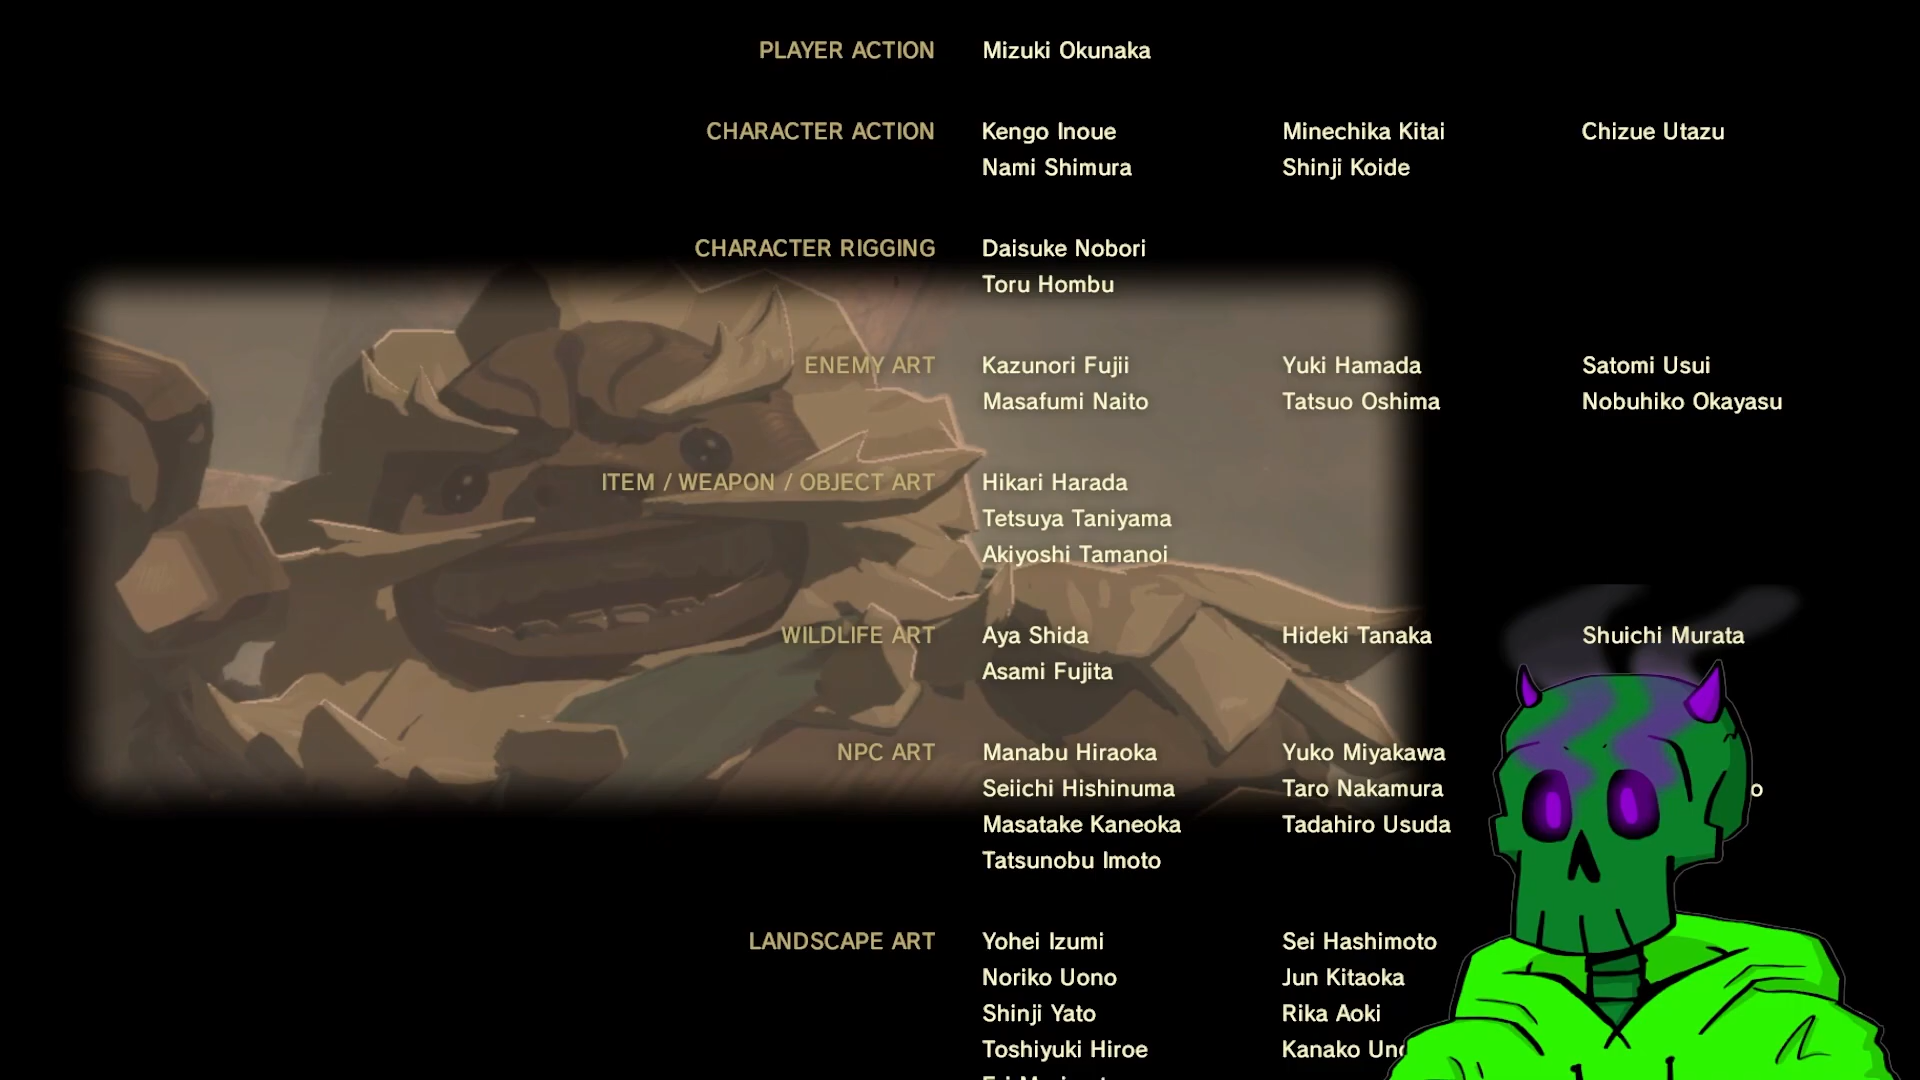 PLAYER ACTION Mizuki Okunaka
CHARACTER ACTION Kengo Inoue Minechika Kitai Chizue Utazu
Nami Shimura Shinji Koide
CHARACTER RIGGING Daisuke Nobori
Toru Hombu
ENEMY ART Kazunori Fujii Yuki Hamada Satomi Usui
Masafumi Naito Tatsuo Oshima Nobuhiko Okayasu
ITEM / WEAPON / OBJECT ART Hikari Harada
Tetsuya Taniyama
Akiyoshi Tamanoi
WILDLIFE ART Aya Shida Hideki Tanaka Shuichi Murata
Asami Fujita
NPC ART Manabu Hiraoka Yuko Miyakawa
Seiichi Hishinuma Taro Nakamura
Masatake Kaneoka Tadahiro Usuda
Tatsunobu Imoto
LANDSCAPE ART Yohei Izumi Sei Hashimoto
Noriko Uono Jun Kitaoka
Shinji Yato Rika Aoki
Toshiyuki Hiroe Kanako